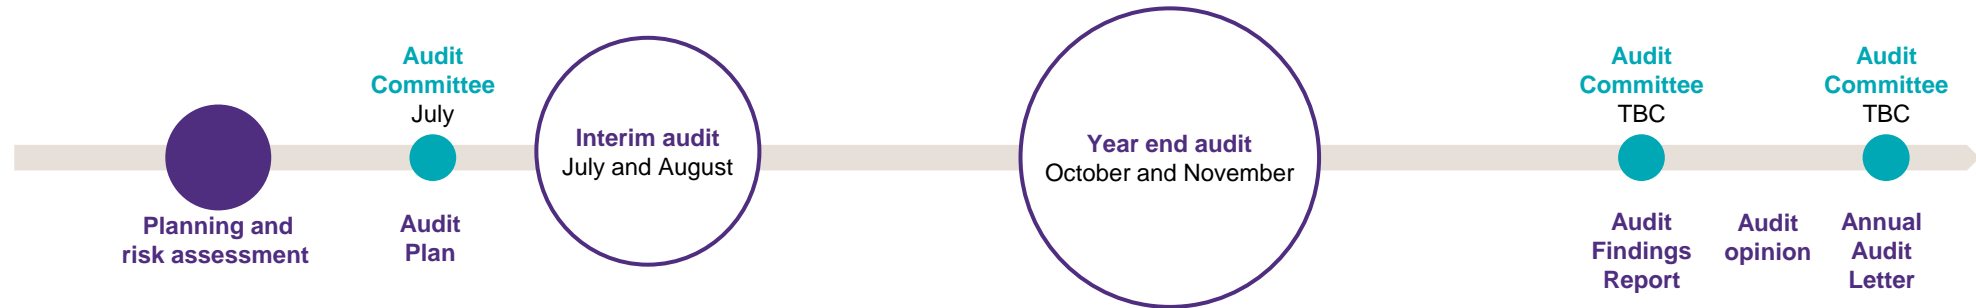 Planning and
risk assessment
Audit
Committee
July
Audit
Plan
Interim audit
July and August
Year end audit
October and November
Audit
Committee
TBC
Audit
Findings
Report
Audit
opinion
Audit
Committee
TBC
Annual
Audit
Letter